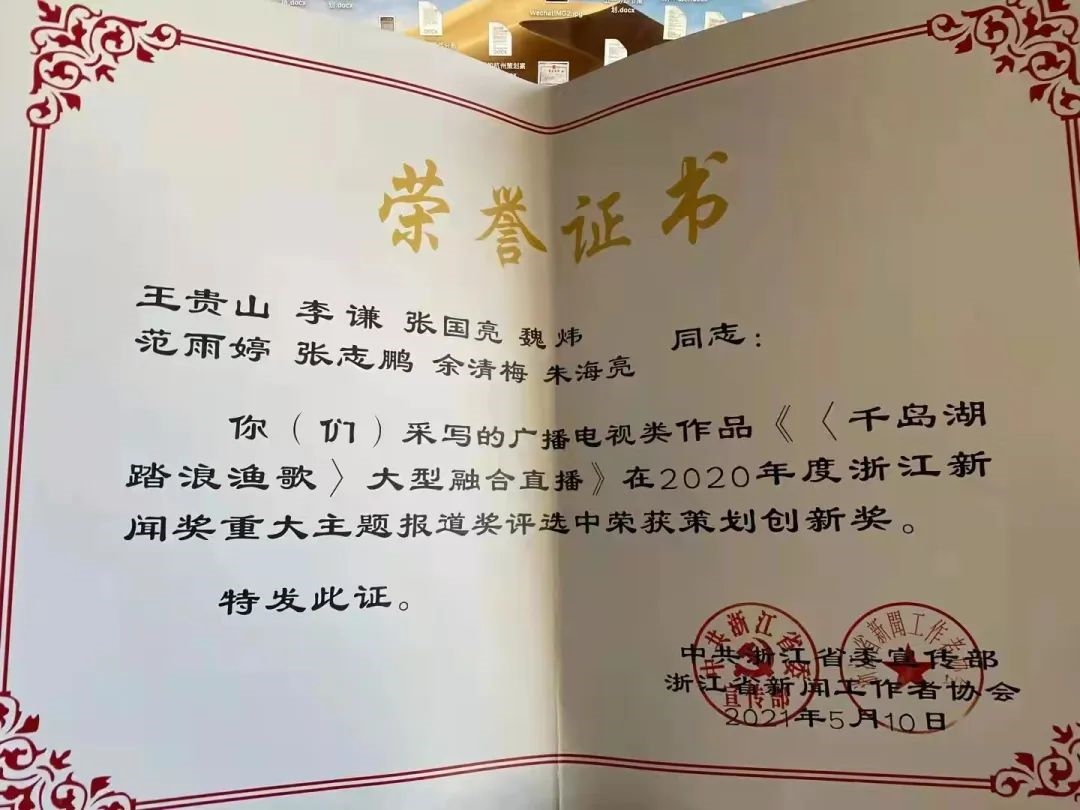 划.docx
WechatIMG2.jpg
划.docx
荣誉证书
王贵山 李谦 张国亮 魏炜
范雨婷 张志鹏 余清梅 朱海亮
同志：
你（们）采写的广播电视类作品《〈千岛湖
踏浪渔歌〉大型融合直播》在2020年度浙江新
闻奖重大主题报道奖评选中荣获策划创新奖。
特发此证。
中共浙江省委宣传部
浙江省新闻工作者协会
2021年5月10日